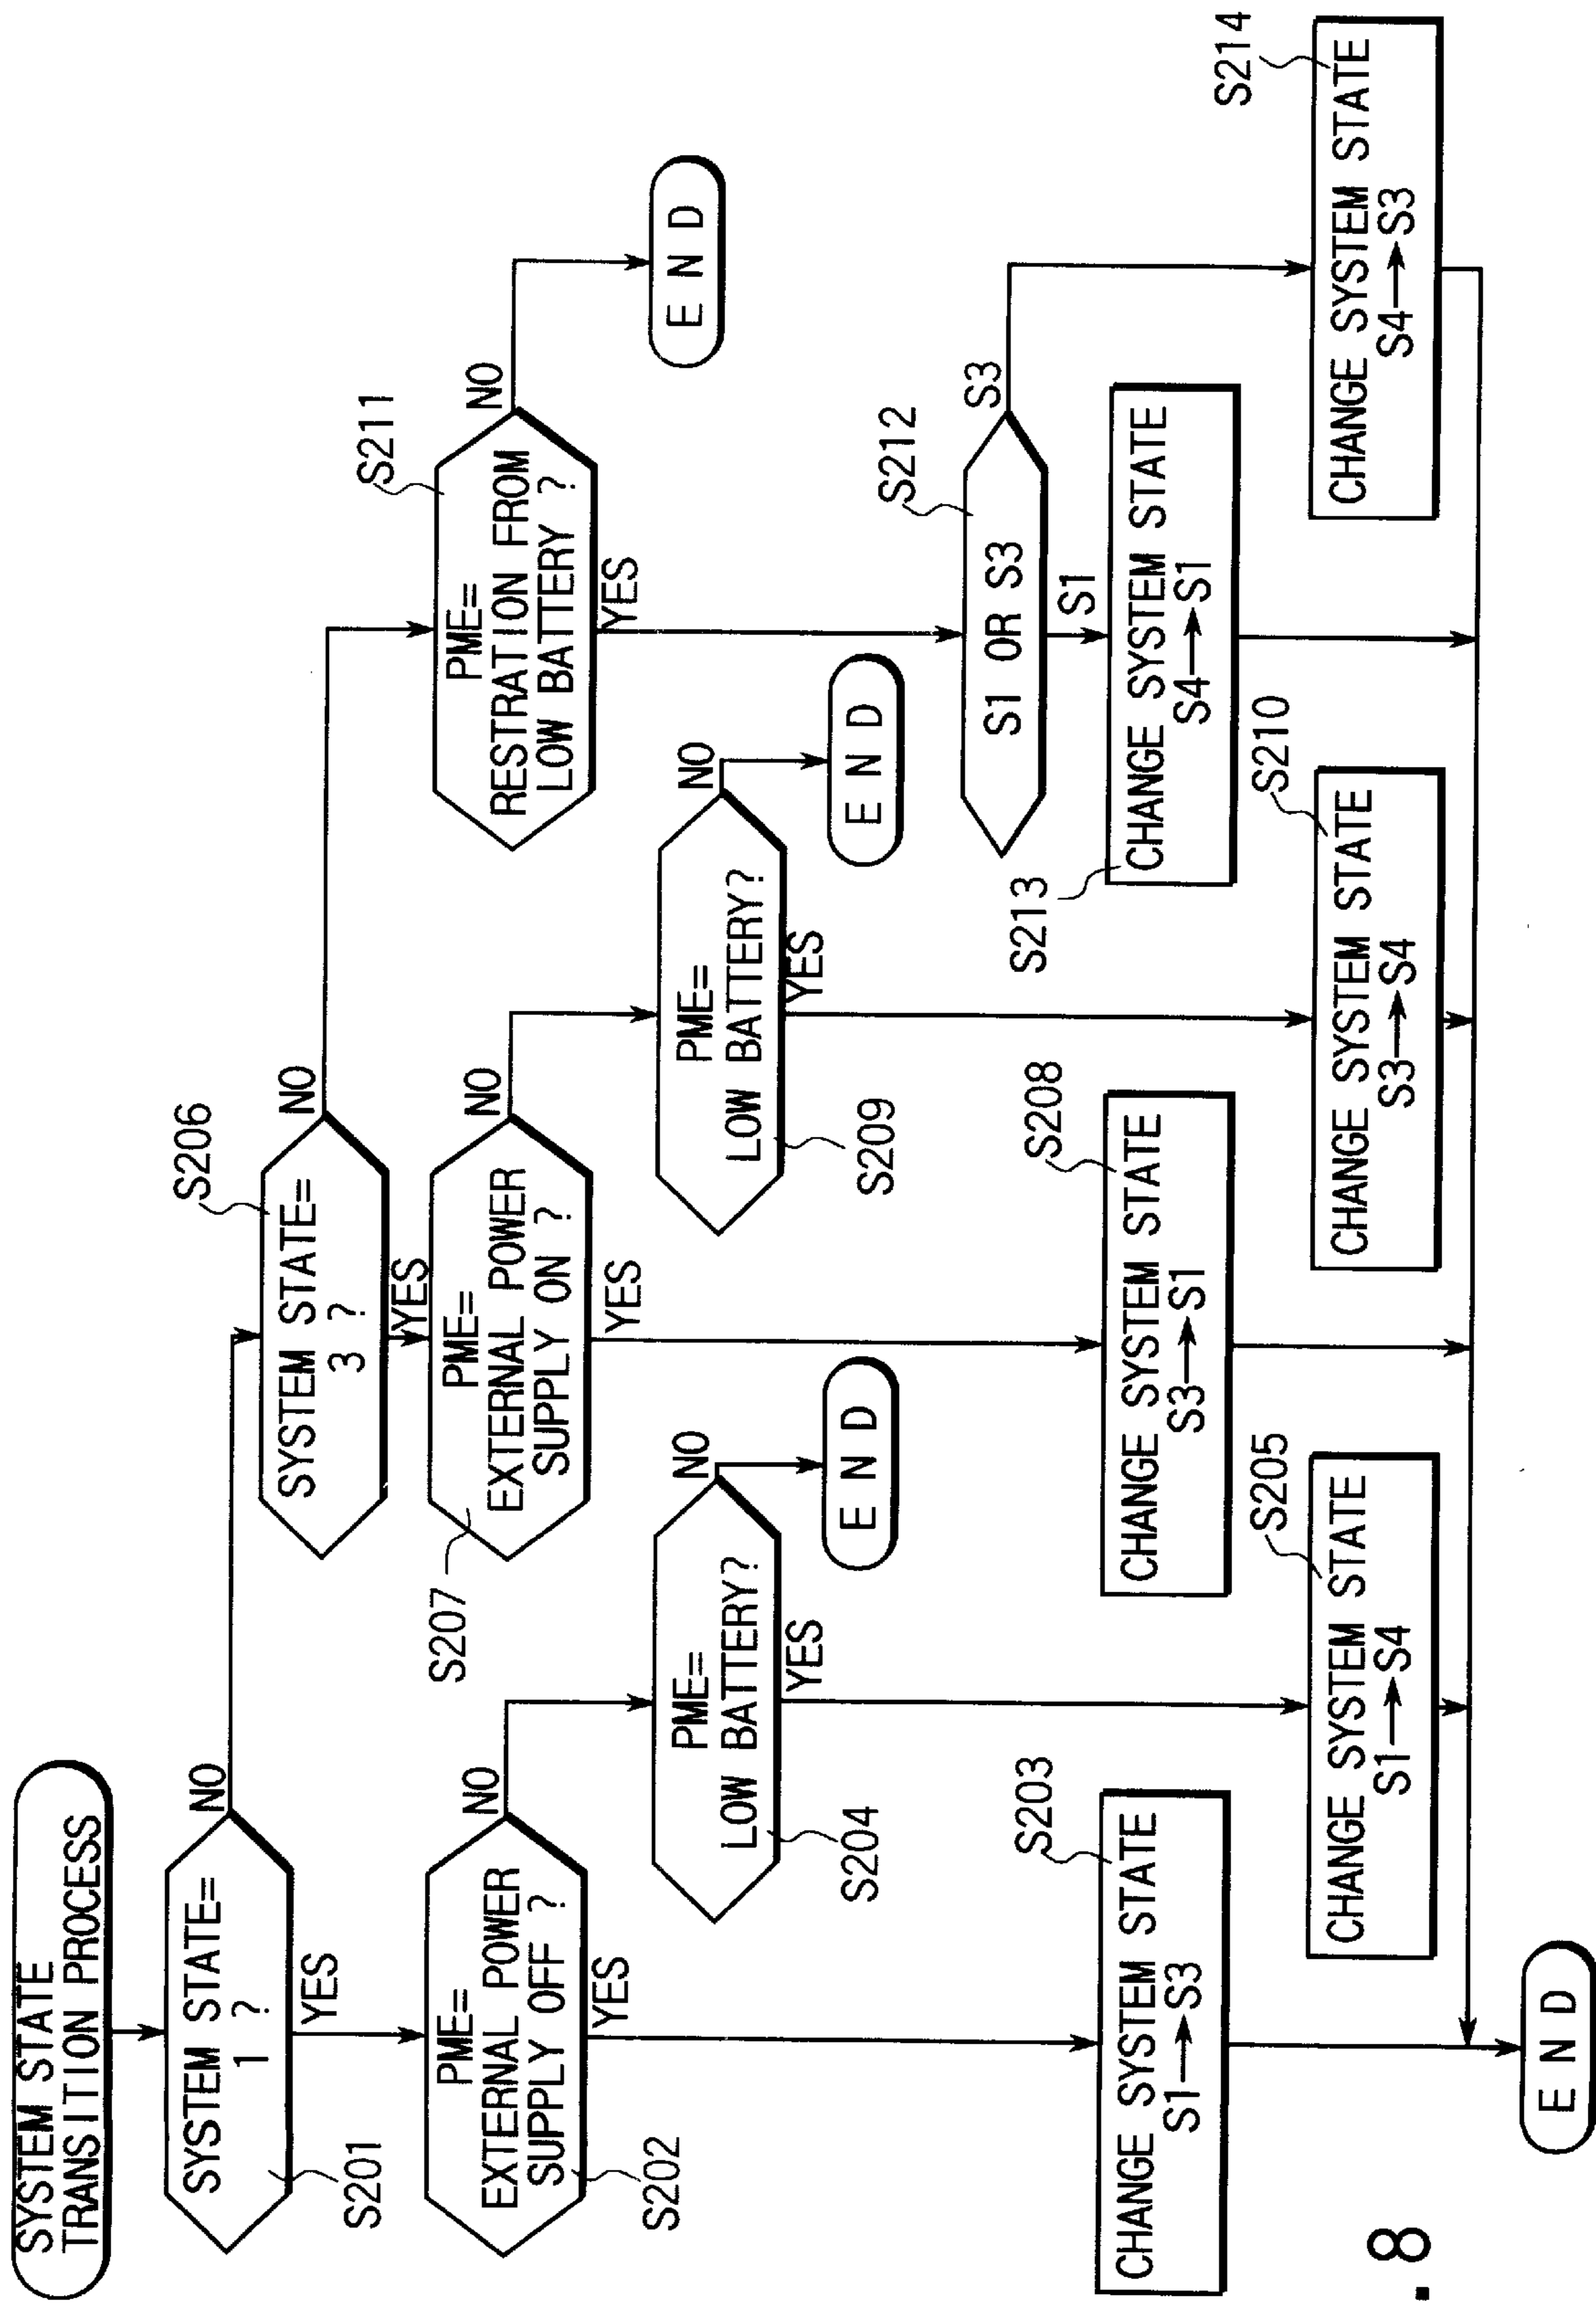 SYSTEM STATE
TRANSITION PROCESS
SYSTEM STATE=
1 ?
S201
YES
NO
PME=
EXTERNAL POWER
SUPPLY OFF ?
S202
YES
NO
PME=
LOW BATTERY?
S204
YES
NO
E N D
CHANGE SYSTEM STATE
S1→S3
S203
CHANGE SYSTEM STATE
S1→S4
S205
SYSTEM STATE=
3 ?
S206
YES
NO
PME=
EXTERNAL POWER
SUPPLY ON ?
S207
YES
NO
PME=
LOW BATTERY?
S209
YES
NO
E N D
CHANGE SYSTEM STATE
S3→S1
S208
CHANGE SYSTEM STATE
S3→S4
S210
PME=
RESTRATION FROM
LOW BATTERY ?
S211
YES
NO
E N D
S1 OR S3
S212
S1
S3
CHANGE SYSTEM STATE
S4→S1
S213
CHANGE SYSTEM STATE
S4→S3
S214
E N D
. 8